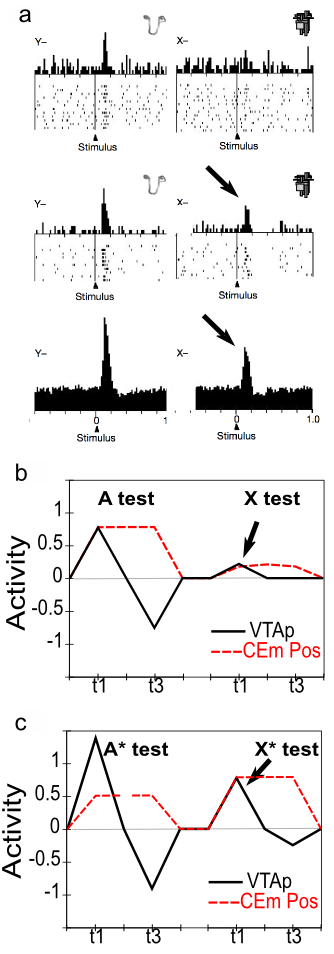 a
Y–
X–
Stimulus
Stimulus
Y–
X–
Stimulus
Stimulus
Y–
X–
0
1
0
1.0
Stimulus
Stimulus
b
A test
X test
1
0.5
0
-0.5
-1
Activity
VTAp
CEm Pos
t1
t3
t1
t3
c
A* test
X* test
1
0.5
0
-0.5
-1
Activity
VTAp
CEm Pos
t1
t3
t1
t3